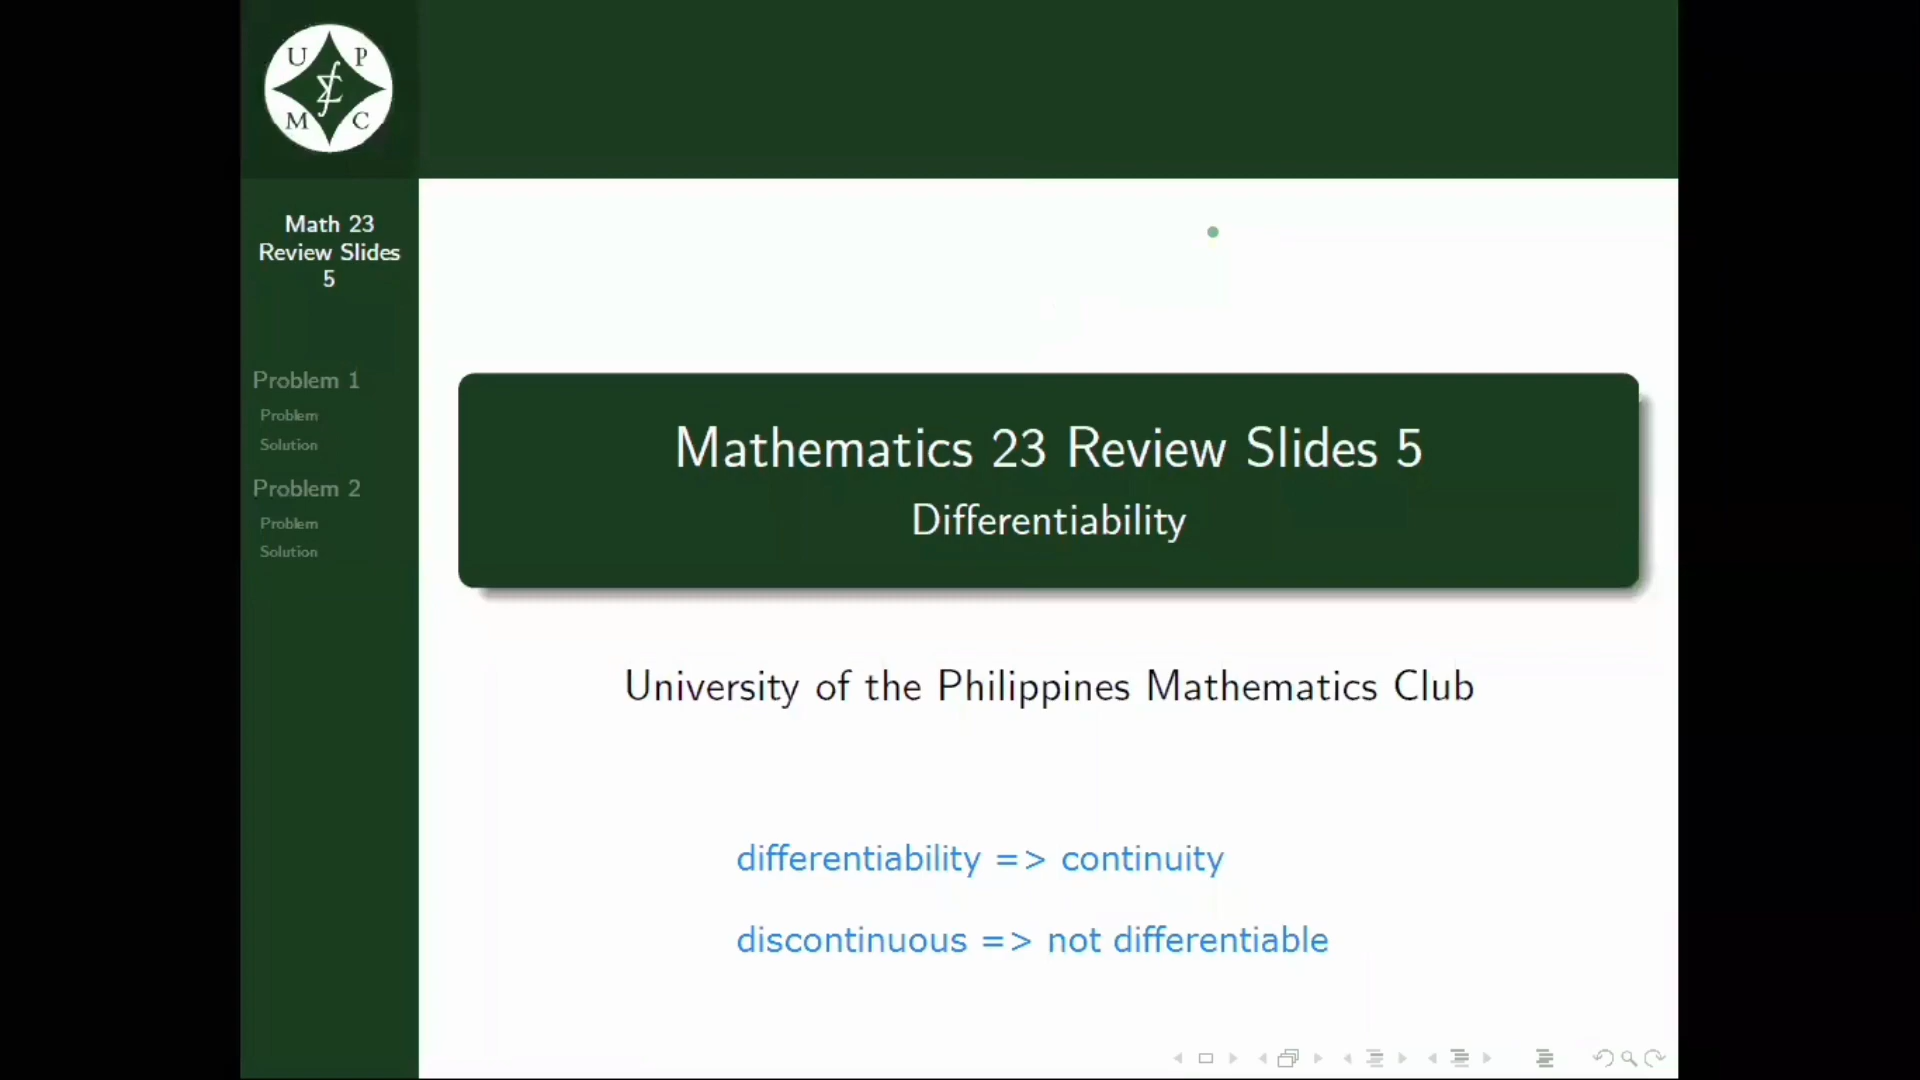 U P
M C
Math 23
Review Slides
5
Problem 1
Problem
Solution
Problem 2
Problem
Solution
Mathematics 23 Review Slides 5
Differentiability
University of the Philippines Mathematics Club
differentiability => continuity
discontinuous => not differentiable